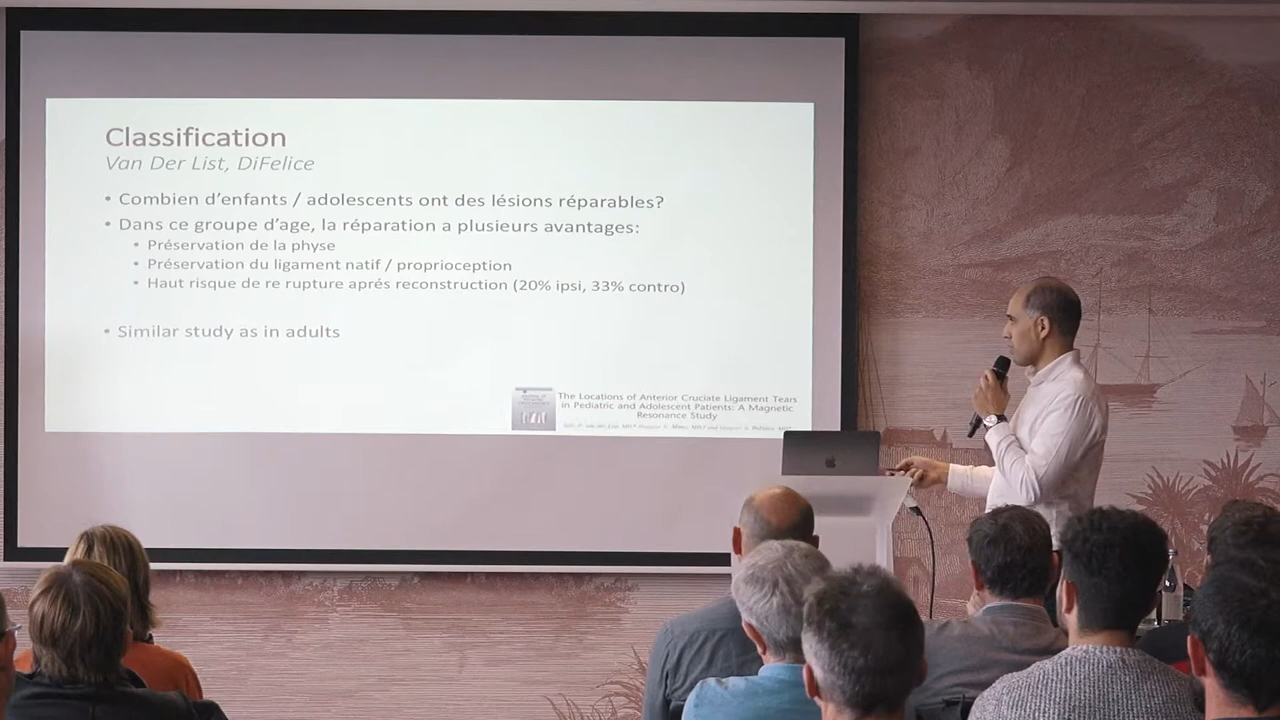 Classification
Van Der List, DiFelice
• Combien d'enfants / adolescents ont des lésions réparables?
• Dans ce groupe d'age, la réparation a plusieurs avantages:
• Préservation de la physe
• Préservation du ligament natif / proprioception
• Haut risque de re rupture aprés reconstruction (20% ipsi, 33% contro)
• Similar study as in adults
The Locations of Anterior Cruciate Ligament Tears
in Pediatric and Adolescent Patients: A Magnetic
Resonance Study